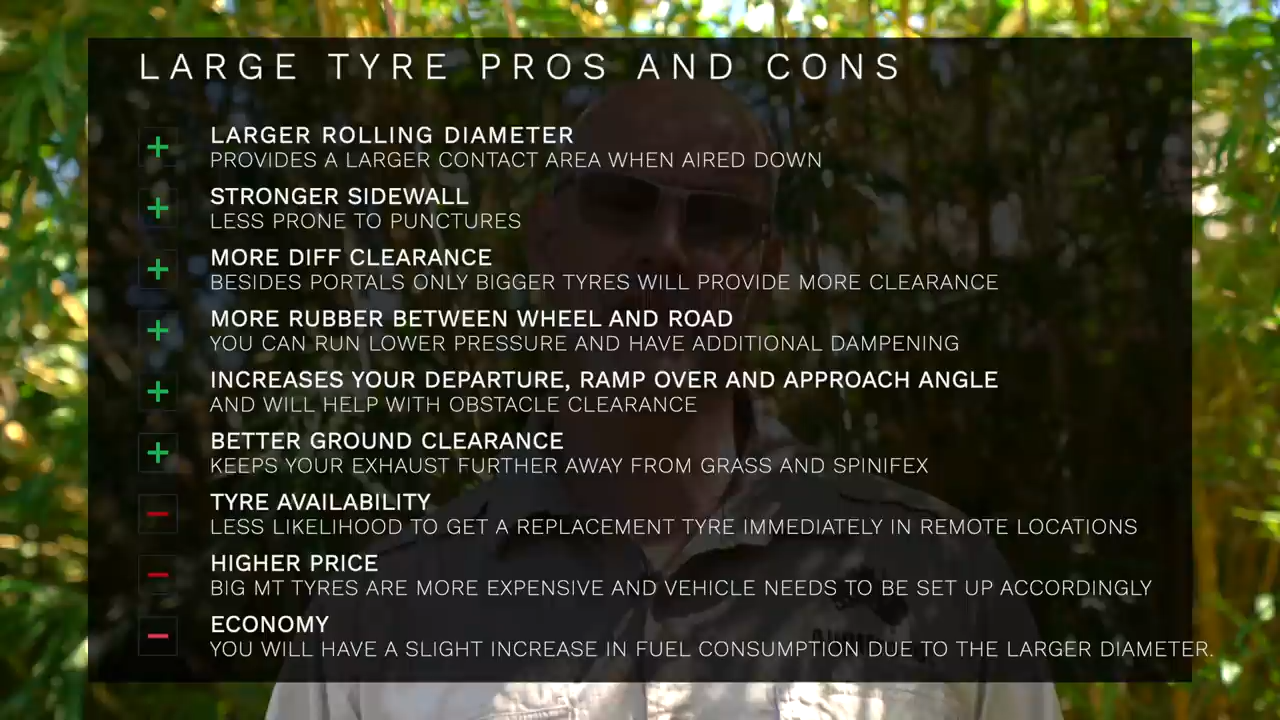 LARGE TYRE PROS AND CONS
+ LARGER ROLLING DIAMETER
PROVIDES A LARGER CONTACT AREA WHEN AIRED DOWN
+ STRONGER SIDEWALL
LESS PRONE TO PUNCTURES
+ MORE DIFF CLEARANCE
BESIDES PORTALS ONLY BIGGER TYRES WILL PROVIDE MORE CLEARANCE
+ MORE RUBBER BETWEEN WHEEL AND ROAD
YOU CAN RUN LOWER PRESSURE AND HAVE ADDITIONAL DAMPENING
+ INCREASES YOUR DEPARTURE, RAMP OVER AND APPROACH ANGLE
AND WILL HELP WITH OBSTACLE CLEARANCE
+ BETTER GROUND CLEARANCE
KEEPS YOUR EXHAUST FURTHER AWAY FROM GRASS AND SPINIFEX
– TYRE AVAILABILITY
LESS LIKELIHOOD TO GET A REPLACEMENT TYRE IMMEDIATELY IN REMOTE LOCATIONS
– HIGHER PRICE
BIG MT TYRES ARE MORE EXPENSIVE AND VEHICLE NEEDS TO BE SET UP ACCORDINGLY
– ECONOMY
YOU WILL HAVE A SLIGHT INCREASE IN FUEL CONSUMPTION DUE TO THE LARGER DIAMETER.